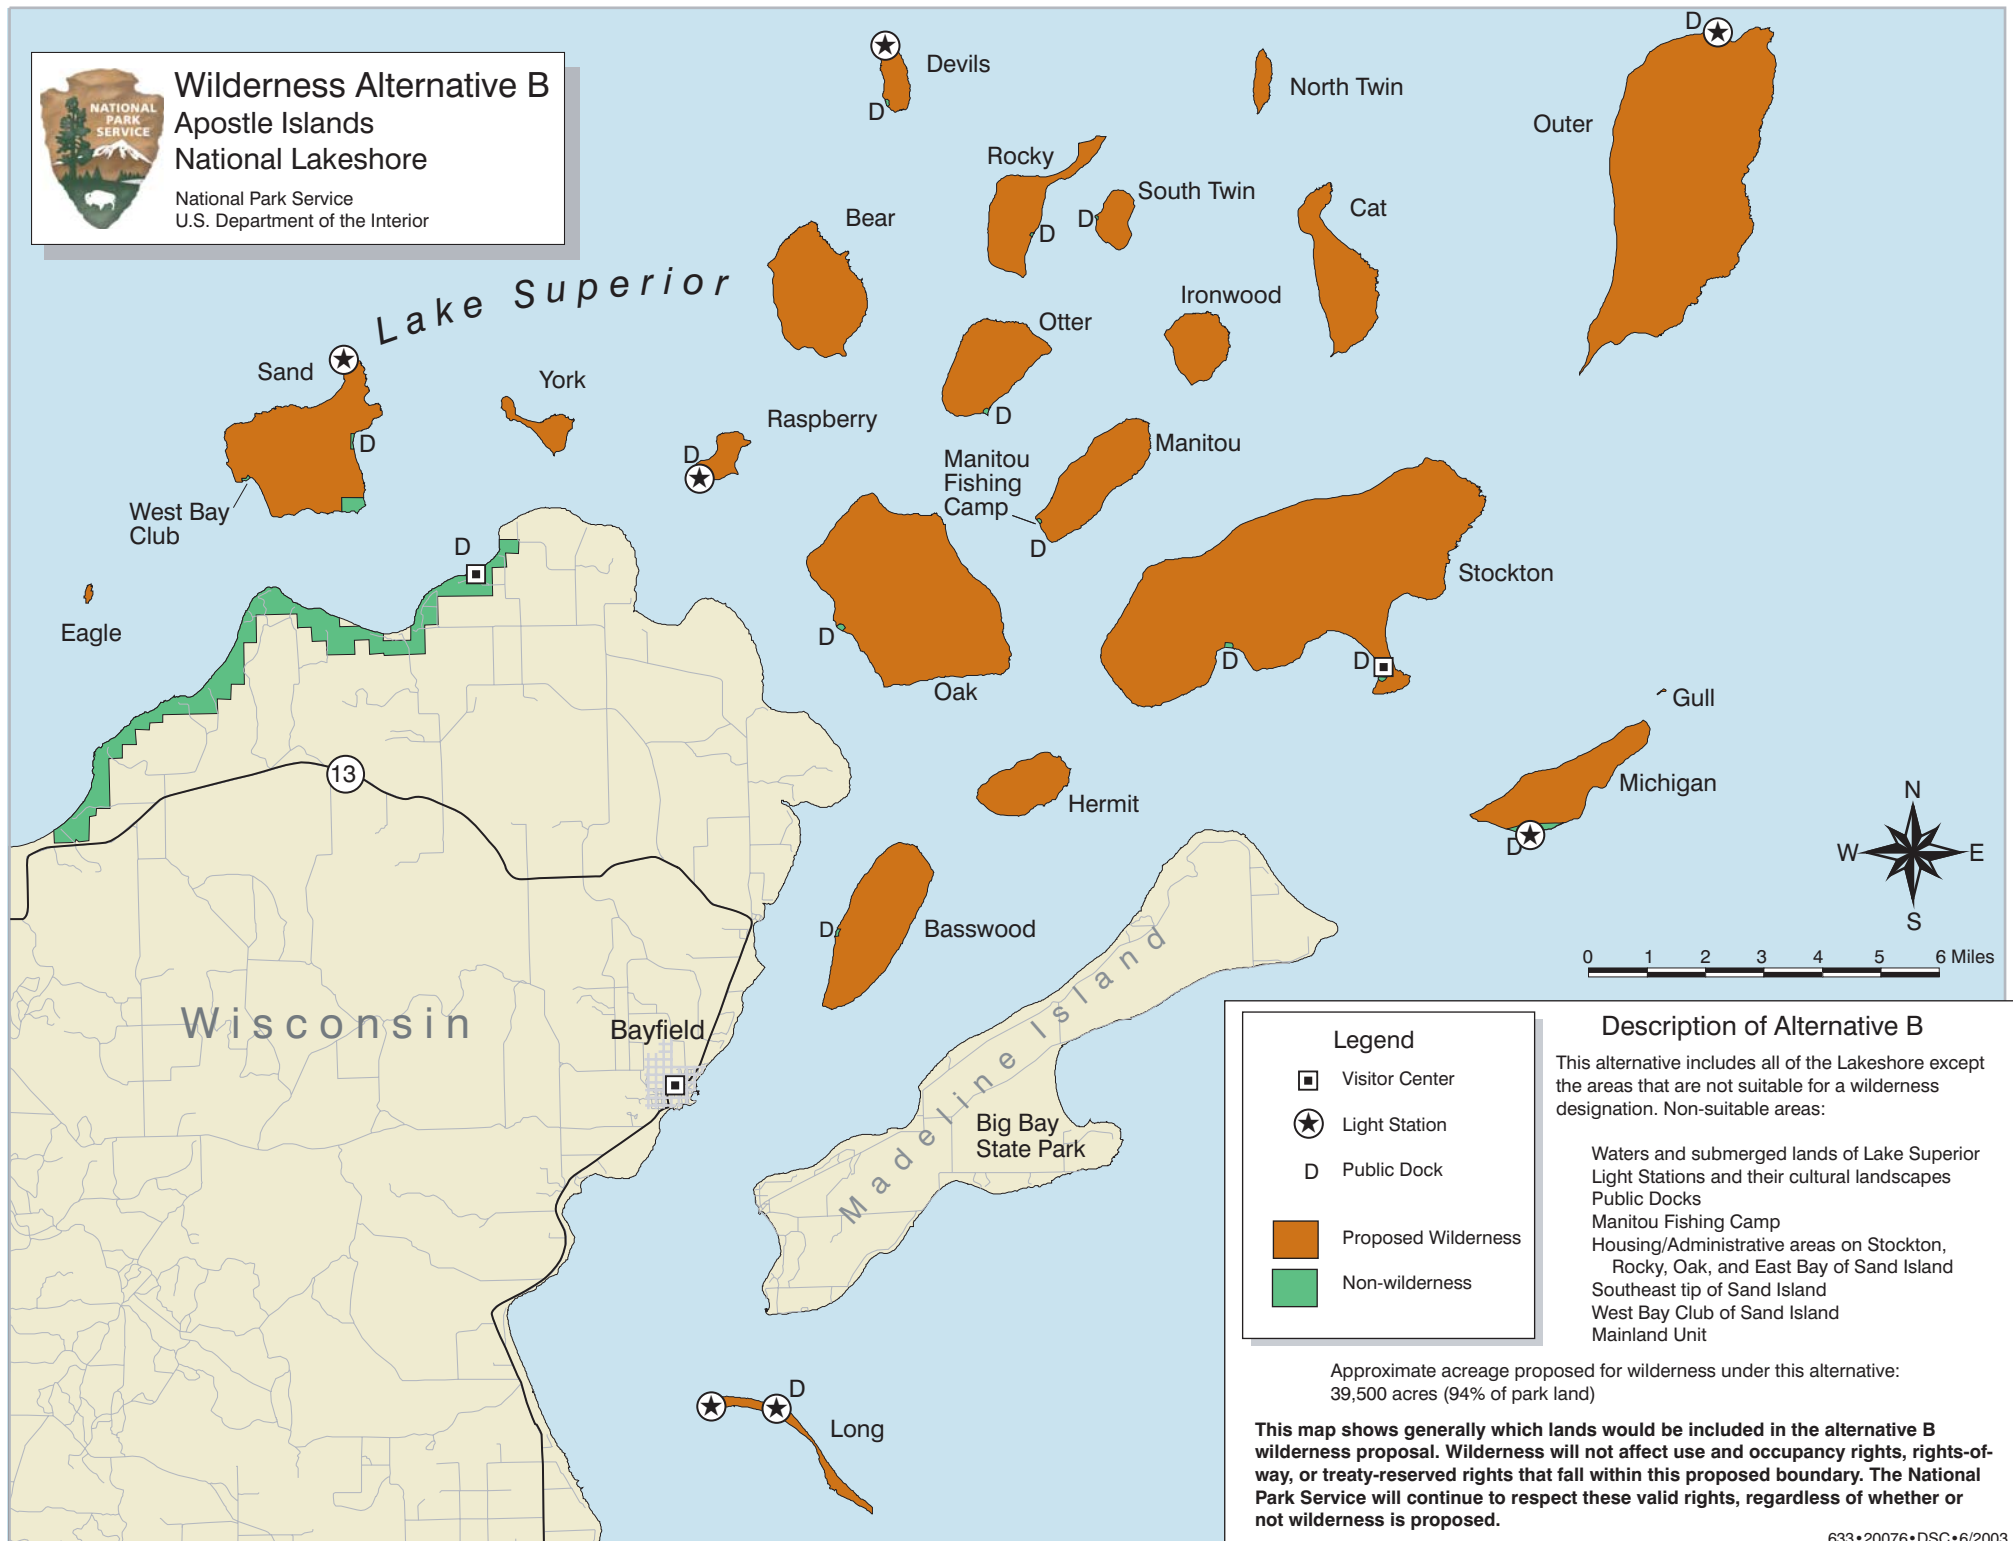 Wilderness Alternative B
Apostle Islands
National Lakeshore
National Park Service
U.S. Department of the Interior
NATIONAL
PARK
SERVICE
Devils
D
North Twin
D
Outer
Rocky
D
South Twin
D
Cat
Bear
Lake Superior
Ironwood
Otter
D
Sand
D
York
Raspberry
D
West Bay
Club
Manitou
Manitou
Fishing
Camp
D
D
Eagle
Stockton
D
D
D
Oak
Gull
Michigan
D
13
Hermit
N
W
E
S
Basswood
D
0 1 2 3 4 5 6 Miles
Wisconsin
Bayfield
Madeline Island
Big Bay
State Park
D
Long
Legend
Visitor Center
Light Station
D Public Dock
Proposed Wilderness
Non-wilderness
Description of Alternative B
This alternative includes all of the Lakeshore except
the areas that are not suitable for a wilderness
designation. Non-suitable areas:
Waters and submerged lands of Lake Superior
Light Stations and their cultural landscapes
Public Docks
Manitou Fishing Camp
Housing/Administrative areas on Stockton,
Rocky, Oak, and East Bay of Sand Island
Southeast tip of Sand Island
West Bay Club of Sand Island
Mainland Unit
Approximate acreage proposed for wilderness under this alternative:
39,500 acres (94% of park land)
This map shows generally which lands would be included in the alternative B
wilderness proposal. Wilderness will not affect use and occupancy rights, rights-of-
way, or treaty-reserved rights that fall within this proposed boundary. The National
Park Service will continue to respect these valid rights, regardless of whether or
not wilderness is proposed.
633•20076•DSC•6/2003